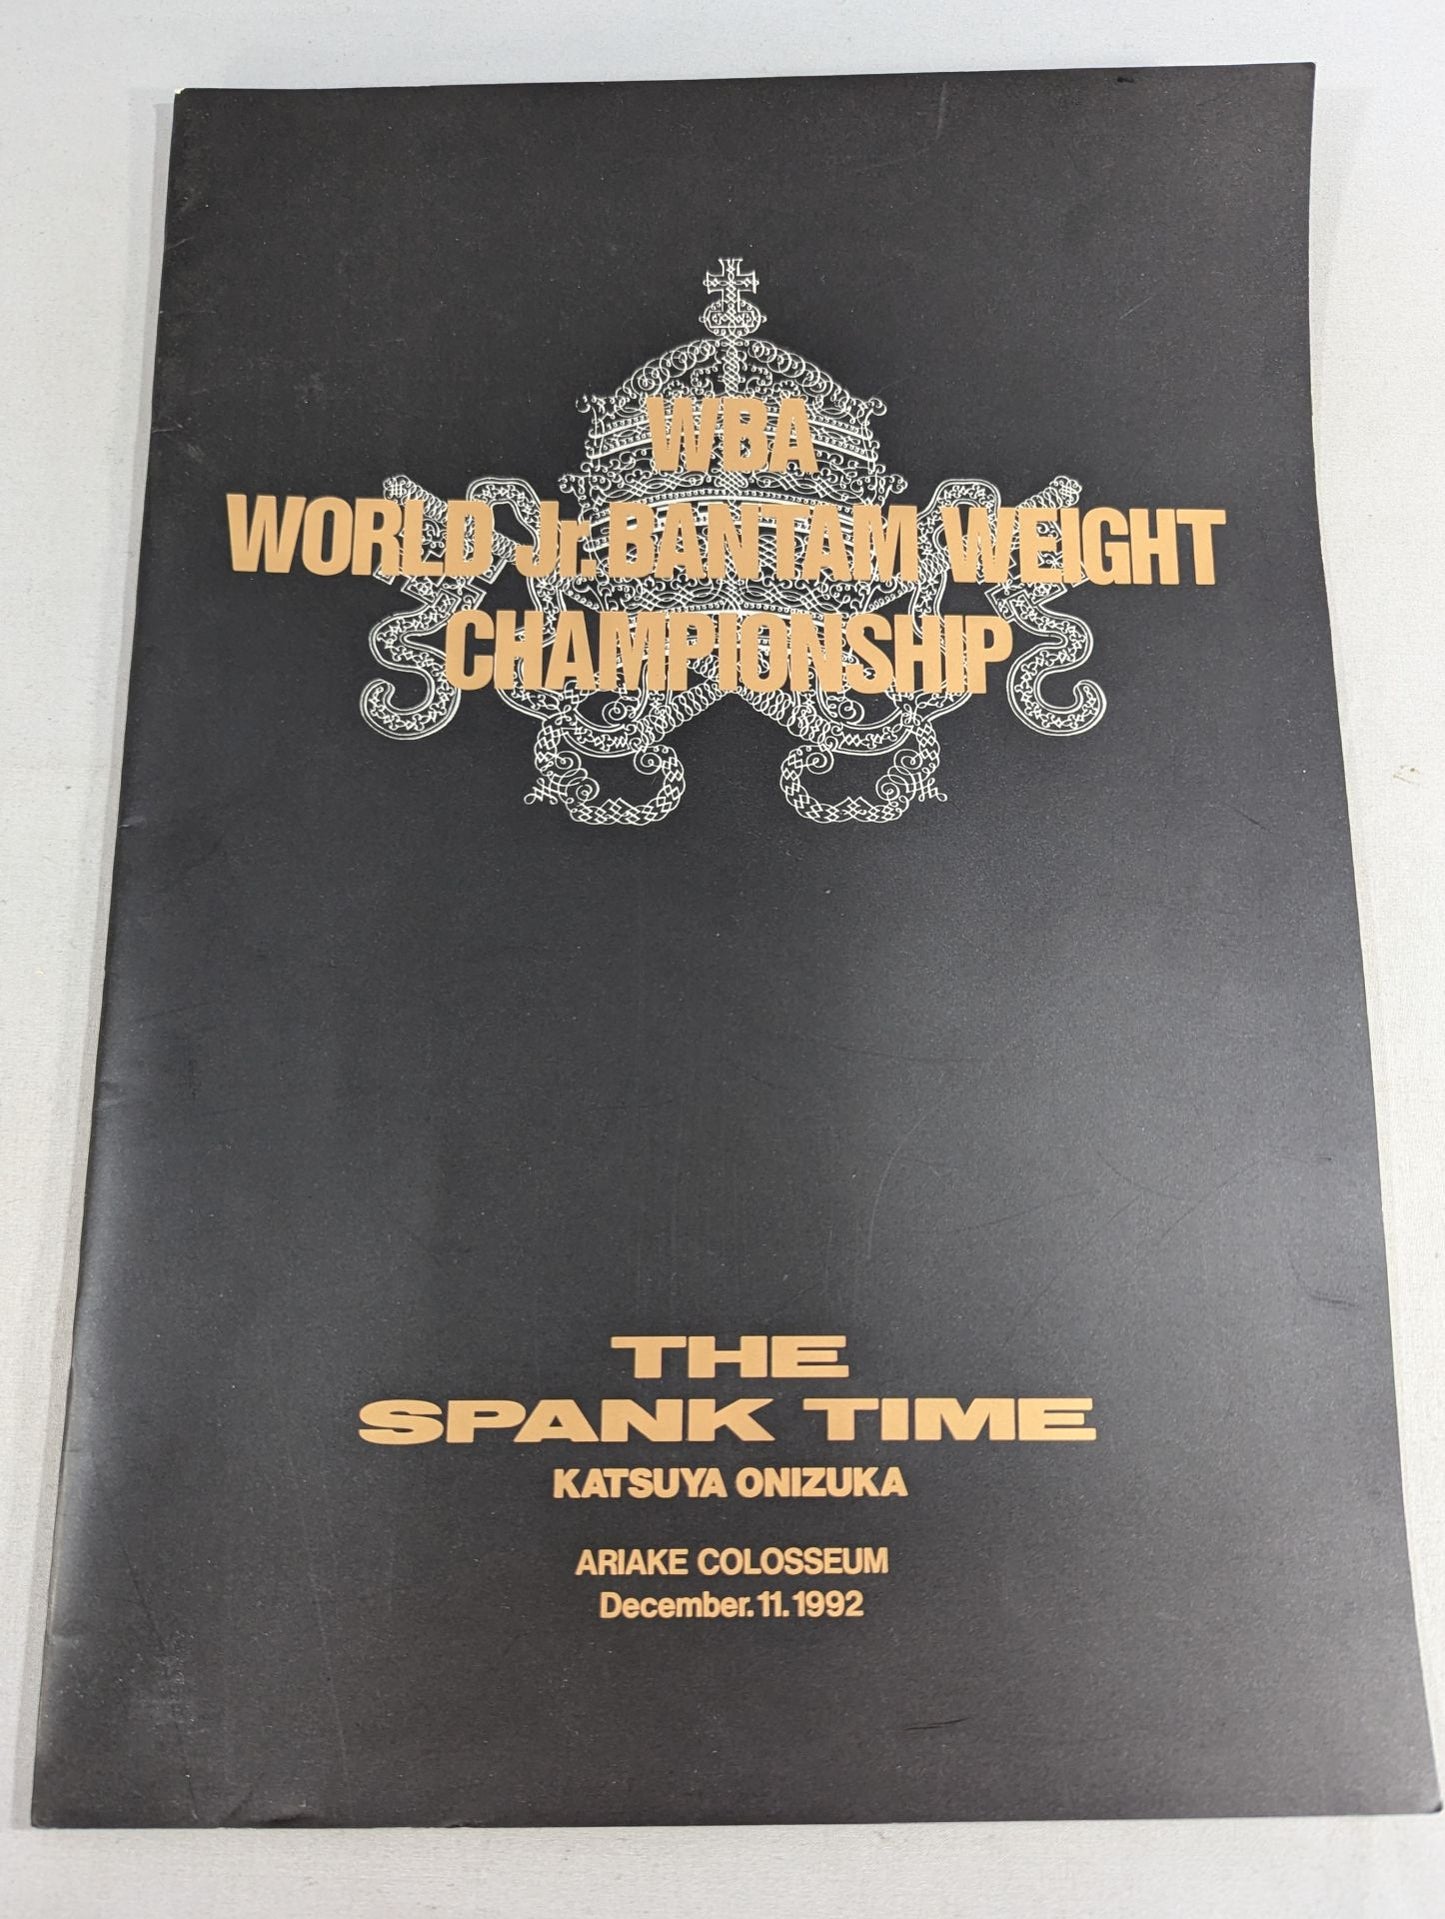 WBA
WORLD Jr. BANTAM WEIGHT
CHAMPIONSHIP
THE
SPANK TIME
KATSUYA ONIZUKA
ARIAKE COLOSSEUM
December. 11. 1992